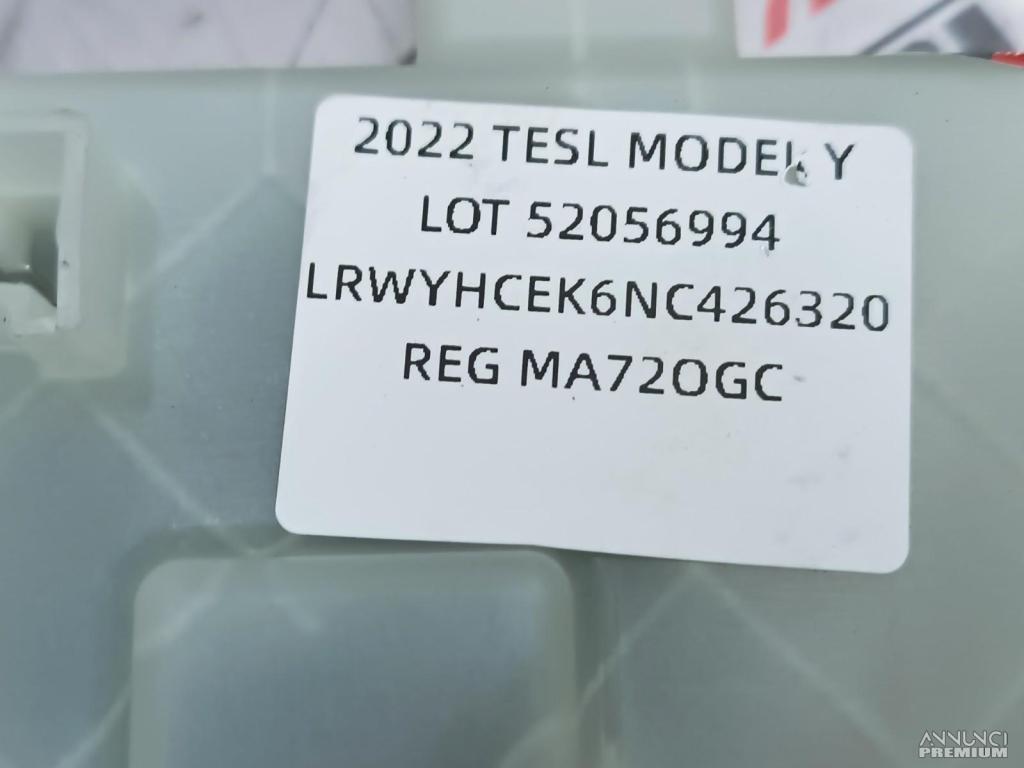 2022 TESL MODEL Y
LOT 52056994
LRWYHCEK6NC426320
REG MA72OGC
ANNUNCI
PREMIUM